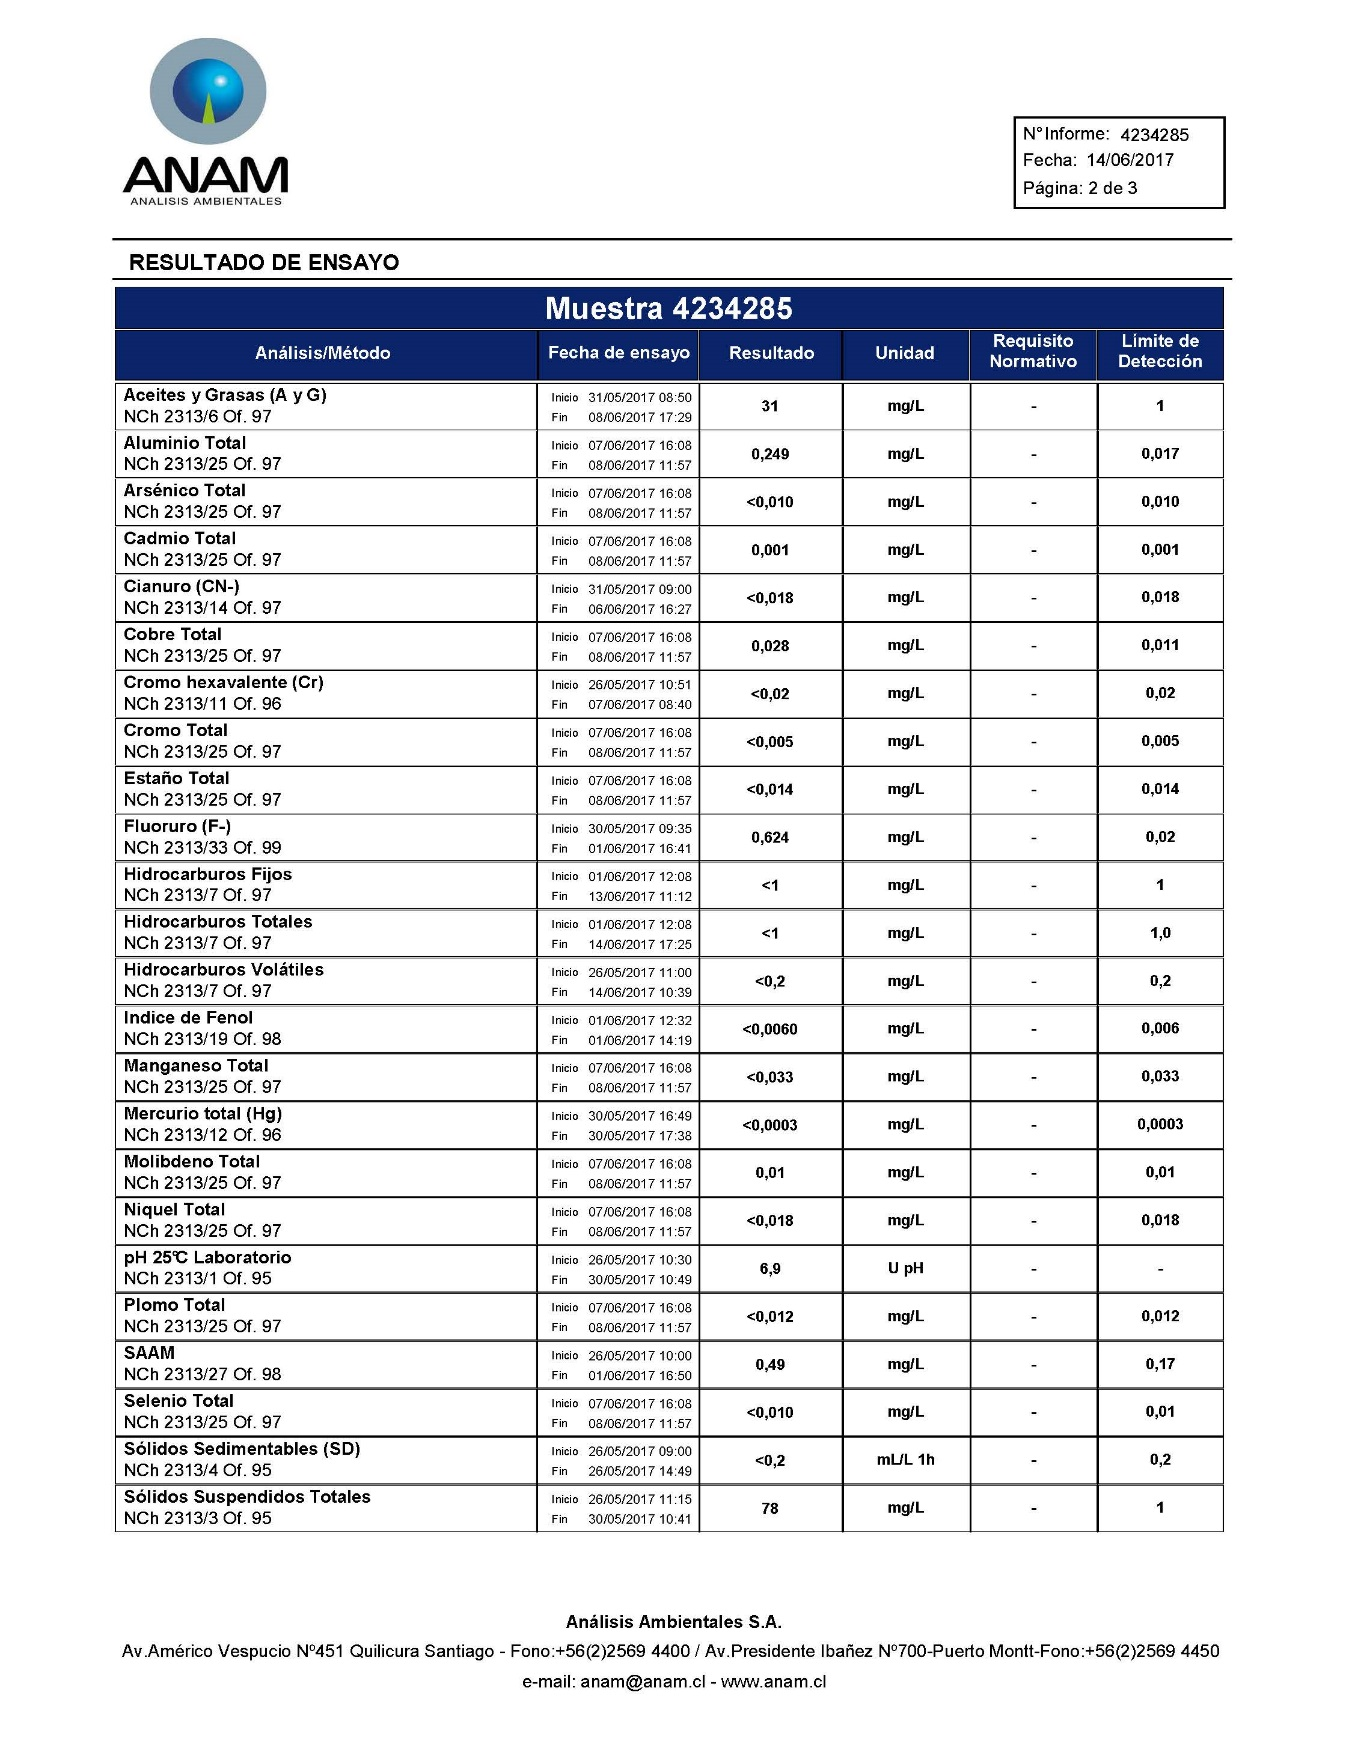 ANAM
ANALISIS AMBIENTALES
N°Informe: 4234285
Fecha: 14/06/2017
Página: 2 de 3
RESULTADO DE ENSAYO
Muestra 4234285
Análisis/Método Fecha de ensayo Resultado Unidad Requisito Normativo Limite de Detección
Aceites y Grasas (A y G) Inicio 31/05/2017 08:50
NCh 2313/6 Of. 97 Fin 08/06/2017 17:29 31 mg/L - 1
Aluminio Total Inicio 07/06/2017 16:08
NCh 2313/25 Of. 97 Fin 08/06/2017 11:57 0,249 mg/L - 0,017
Arsénico Total Inicio 07/06/2017 16:08
NCh 2313/25 Of. 97 Fin 08/06/2017 11:57 <0,010 mg/L - 0,010
Cadmio Total Inicio 07/06/2017 16:08
NCh 2313/25 Of. 97 Fin 08/06/2017 11:57 0,001 mg/L - 0,001
Cianuro (CN-) Inicio 31/05/2017 09:00
NCh 2313/14 Of. 97 Fin 06/06/2017 16:27 <0,018 mg/L - 0,018
Cobre Total Inicio 07/06/2017 16:08
NCh 2313/25 Of. 97 Fin 08/06/2017 11:57 0,028 mg/L - 0,011
Cromo hexavalente (Cr) Inicio 26/05/2017 10:51
NCh 2313/11 Of. 96 Fin 07/06/2017 08:40 <0,02 mg/L - 0,02
Cromo Total Inicio 07/06/2017 16:08
NCh 2313/25 Of. 97 Fin 08/06/2017 11:57 <0,005 mg/L - 0,005
Estaño Total Inicio 07/06/2017 16:08
NCh 2313/25 Of. 97 Fin 08/06/2017 11:57 <0,014 mg/L - 0,014
Fluoruro (F-) Inicio 30/05/2017 09:35
NCh 2313/33 Of. 99 Fin 01/06/2017 16:41 0,624 mg/L - 0,02
Hidrocarburos Fijos Inicio 01/06/2017 12:08
NCh 2313/7 Of. 97 Fin 13/06/2017 11:12 <1 mg/L - 1
Hidrocarburos Totales Inicio 01/06/2017 12:08
NCh 2313/7 Of. 97 Fin 14/06/2017 17:25 <1 mg/L - 1,0
Hidrocarburos Volátiles Inicio 26/05/2017 11:00
NCh 2313/7 Of. 97 Fin 14/06/2017 10:39 <0,2 mg/L - 0,2
Indice de Fenol Inicio 01/06/2017 12:32
NCh 2313/19 Of. 98 Fin 01/06/2017 14:19 <0,0060 mg/L - 0,006
Manganeso Total Inicio 07/06/2017 16:08
NCh 2313/25 Of. 97 Fin 08/06/2017 11:57 <0,033 mg/L - 0,033
Mercurio total (Hg) Inicio 30/05/2017 16:49
NCh 2313/12 Of. 96 Fin 30/05/2017 17:38 <0,0003 mg/L - 0,0003
Molibdeno Total Inicio 07/06/2017 16:08
NCh 2313/25 Of. 97 Fin 08/06/2017 11:57 0,01 mg/L - 0,01
Niquel Total Inicio 07/06/2017 16:08
NCh 2313/25 Of. 97 Fin 08/06/2017 11:57 <0,018 mg/L - 0,018
pH 25°C Laboratorio Inicio 26/05/2017 10:30
NCh 2313/1 Of. 95 Fin 30/05/2017 10:49 6,9 U pH - -
Plomo Total Inicio 07/06/2017 16:08
NCh 2313/25 Of. 97 Fin 08/06/2017 11:57 <0,012 mg/L - 0,012
SAAM Inicio 26/05/2017 10:00
NCh 2313/27 Of. 98 Fin 01/06/2017 16:50 0,49 mg/L - 0,17
Selenio Total Inicio 07/06/2017 16:08
NCh 2313/25 Of. 97 Fin 08/06/2017 11:57 <0,010 mg/L - 0,01
Sólidos Sedimentables (SD) Inicio 26/05/2017 09:00
NCh 2313/4 Of. 95 Fin 26/05/2017 14:49 <0,2 mL/L 1h - 0,2
Sólidos Suspendidos Totales Inicio 26/05/2017 11:15
NCh 2313/3 Of. 95 Fin 30/05/2017 10:41 78 mg/L - 1
Análisis Ambientales S.A.
Av.Américo Vespucio Nº451 Quilicura Santiago - Fono:+56(2)2569 4400 / Av.Presidente Ibañez Nº700-Puerto Montt-Fono:+56(2)2569 4450
e-mail: anam@anam.cl - www.anam.cl